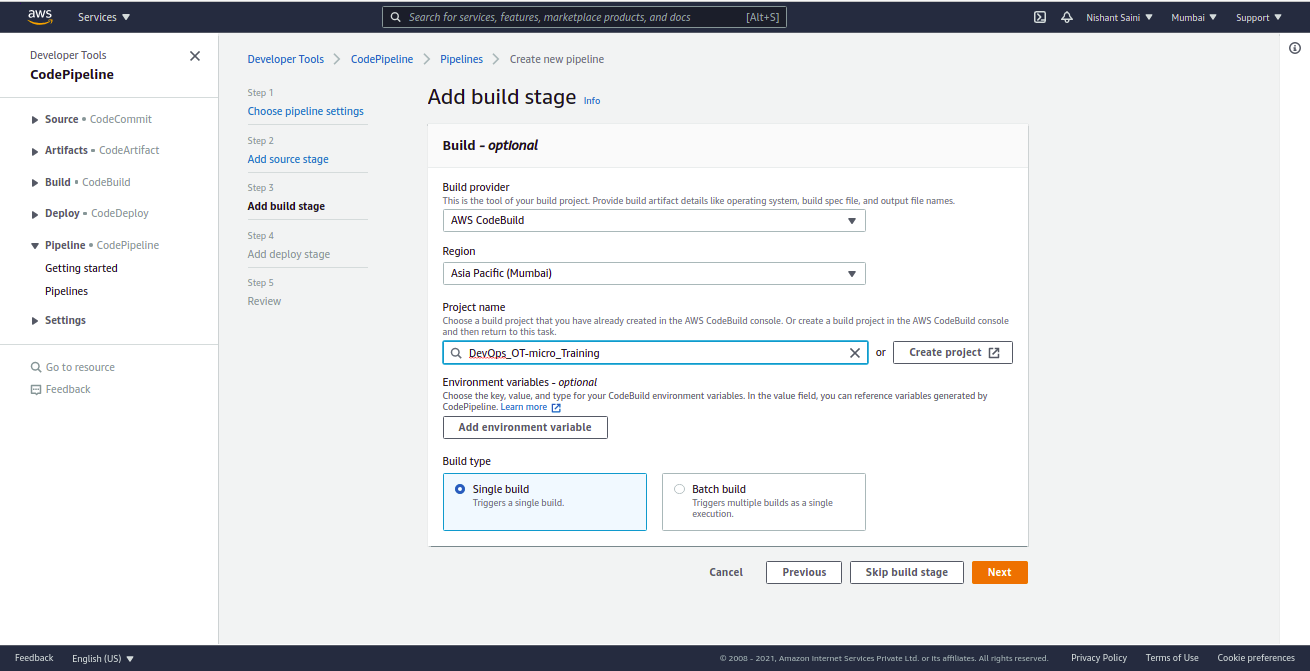 aws
Services
Search for services, features, marketplace products, and docs
[Alt+S]
Nishant Saini
Mumbai
Support
Developer Tools
CodePipeline
Source • CodeCommit
Artifacts • CodeArtifact
Build • CodeBuild
Deploy • CodeDeploy
Pipeline • CodePipeline
Getting started
Pipelines
Settings
Go to resource
Feedback
Developer Tools
CodePipeline
Pipelines
Create new pipeline
Step 1
Choose pipeline settings
Step 2
Add source stage
Step 3
Add build stage
Step 4
Add deploy stage
Step 5
Review
Add build stage Info
Build - optional
Build provider
This is the tool of your build project. Provide build artifact details like operating system, build spec file, and output file names.
AWS CodeBuild
Region
Asia Pacific (Mumbai)
Project name
Choose a build project that you have already created in the AWS CodeBuild console. Or create a build project in the AWS CodeBuild console
and then return to this task.
DevOps_OT-micro_Training
or
Create project
Environment variables - optional
Choose the key, value, and type for your CodeBuild environment variables. In the value field, you can reference variables generated by
CodePipeline. Learn more
Add environment variable
Build type
Single build
Triggers a single build.
Batch build
Triggers multiple builds as a single
execution.
Cancel
Previous
Skip build stage
Next
Feedback
English (US)
© 2008 - 2021, Amazon Internet Services Private Ltd. or its affiliates. All rights reserved.
Privacy Policy
Terms of Use
Cookie preferences